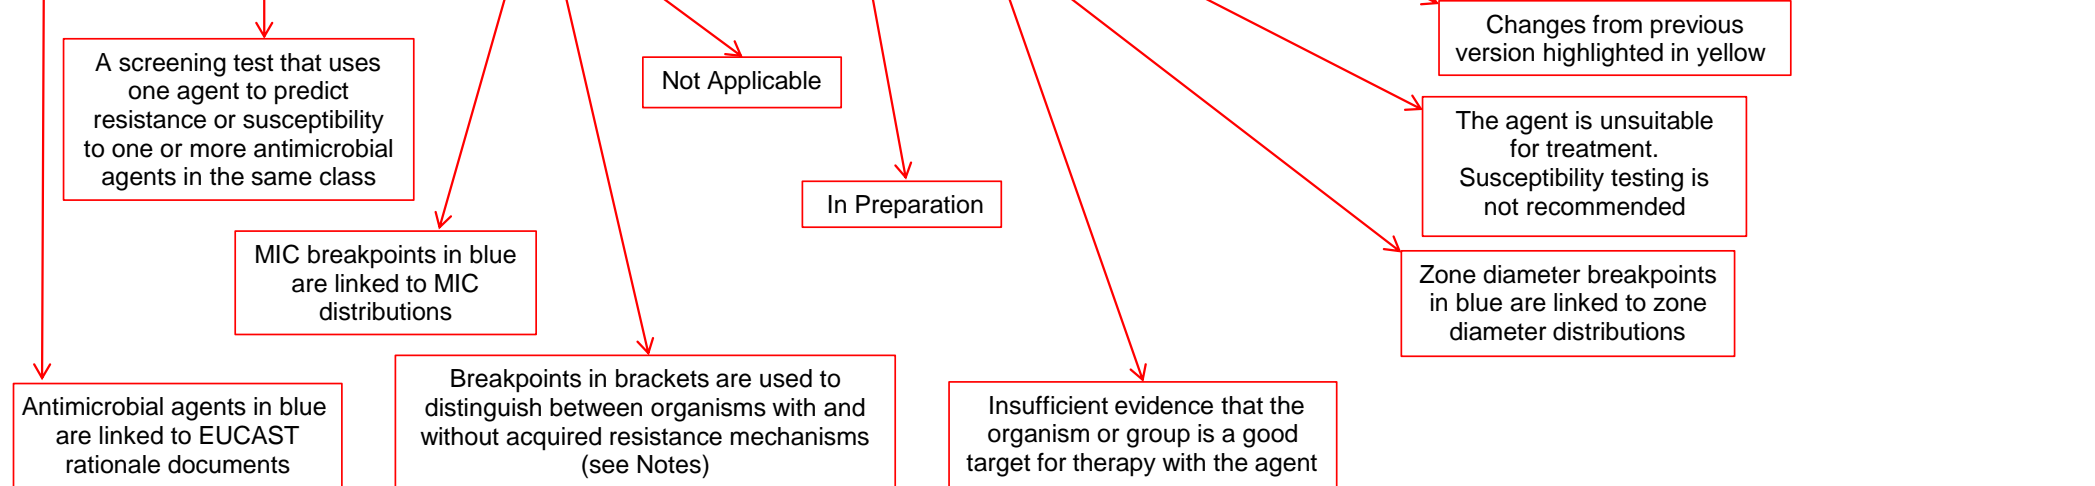 Changes from previous
version highlighted in yellow
A screening test that uses
one agent to predict
resistance or susceptibility
to one or more antimicrobial
agents in the same class
Not Applicable
The agent is unsuitable
for treatment.
Susceptibility testing is
not recommended
In Preparation
MIC breakpoints in blue
are linked to MIC
distributions
Zone diameter breakpoints
in blue are linked to zone
diameter distributions
Antimicrobial agents in blue
are linked to EUCAST
rationale documents
Breakpoints in brackets are used to
distinguish between organisms with and
without acquired resistance mechanisms
(see Notes)
Insufficient evidence that the
organism or group is a good
target for therapy with the agent